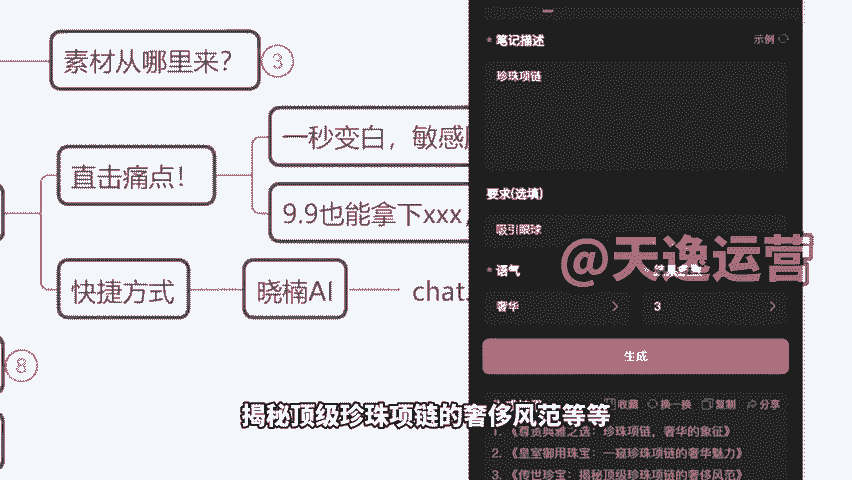 素材从哪里来？
3
直击痛点！
一秒变白，敏感
9.9也能拿下xxx，
快捷方式
晓楠AI
chat
8
* 笔记描述
示例
珍珠项链
要求(选填)
吸引眼球
* 语气
奢华
3
生成
@天逸运营
收藏 换一换 复制 分享
1. 《尊贵典雅之选：珍珠项链，奢华的象征》
2. 《皇室御用珠宝：一窥珍珠项链的奢华魅力》
3. 《传世珍宝：揭秘顶级珍珠项链的奢侈风范》
揭秘顶级珍珠项链的奢侈风范等等